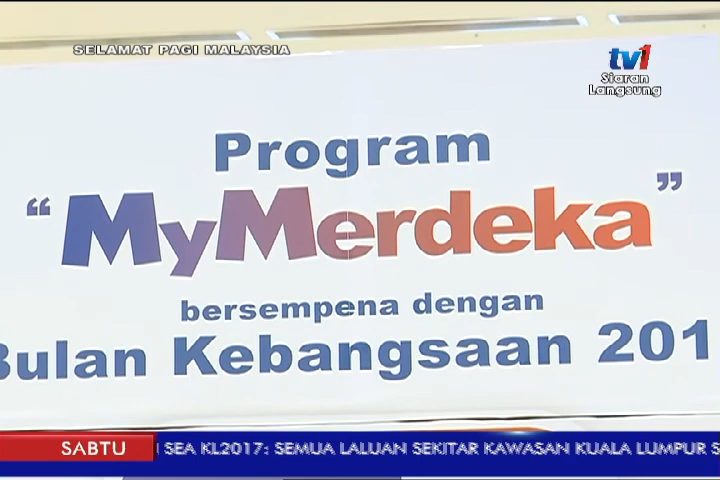 SELAMAT PAGI MALAYSIA
tv1
Siaran
Langsung
Program
"MyMerdeka"
bersempena dengan
Bulan Kebangsaan 201
SABTU
SEA KL2017: SEMUA LALUAN SEKITAR KAWASAN KUALA LUMPUR S